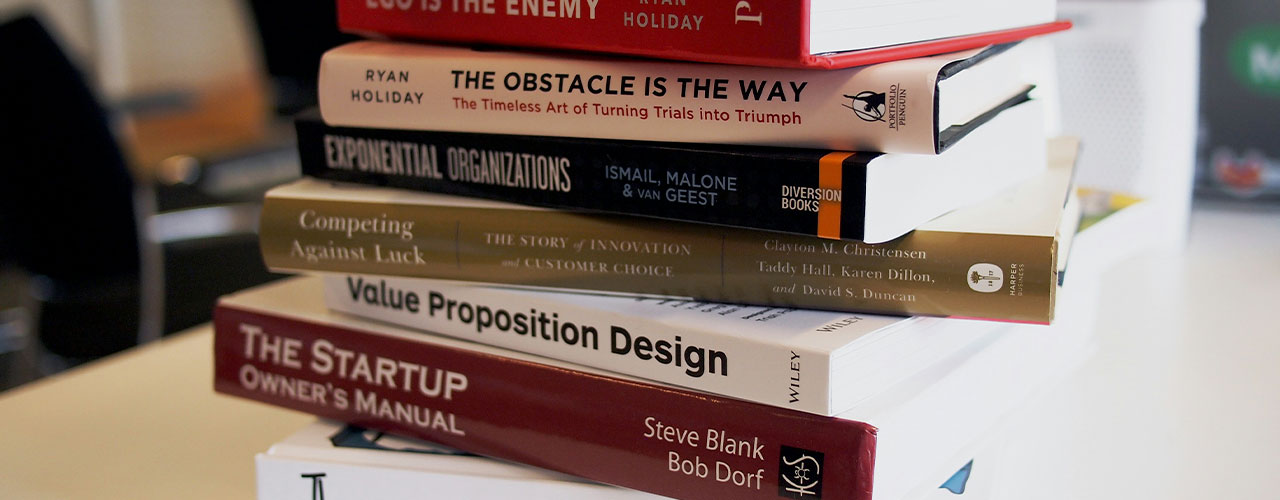 EGO IS THE ENEMY
RYAN
HOLIDAY
P
RYAN
HOLIDAY
THE OBSTACLE IS THE WAY
The Timeless Art of Turning Trials into Triumph
PORTFOLIO
PENGUIN
EXPONENTIAL ORGANIZATIONS
ISMAIL, MALONE
& VAN GEEST
DIVERSION
BOOKS
Competing
Against Luck
THE STORY of INNOVATION
and CUSTOMER CHOICE
Clayton M. Christensen
Taddy Hall, Karen Dillon,
and David S. Duncan
HARPER
BUSINESS
Value Proposition Design
WILEY
WILEY
THE STARTUP
OWNER'S MANUAL
Steve Blank
Bob Dorf
K&S